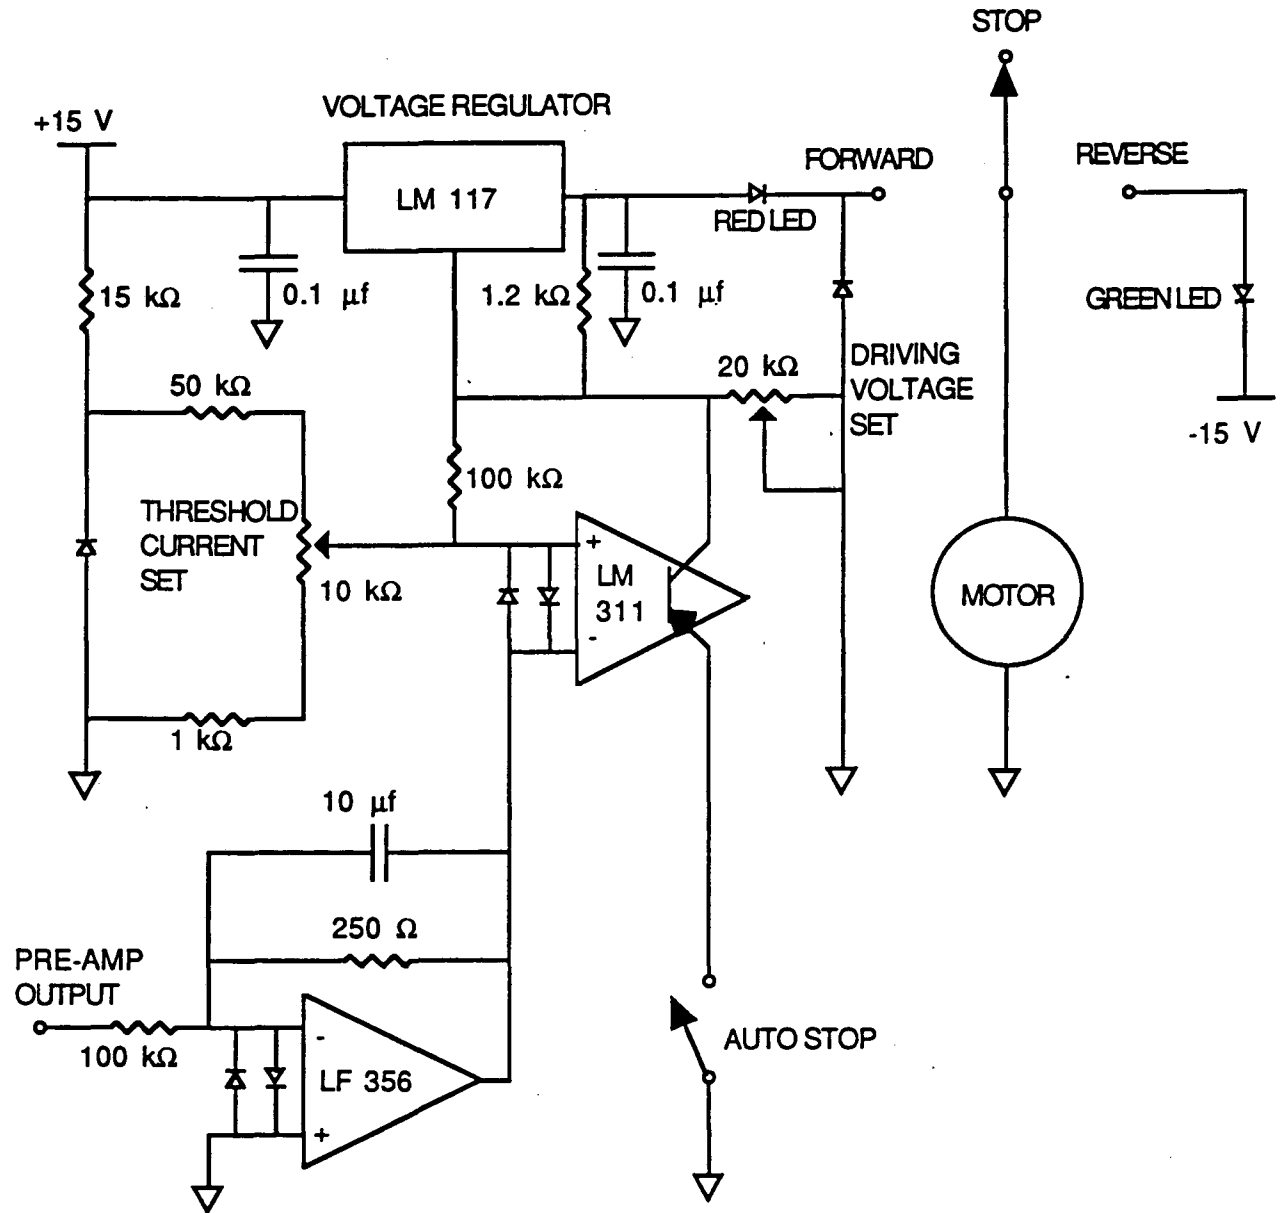 STOP
VOLTAGE REGULATOR
+15 V
FORWARD
REVERSE
LM 117
RED LED
15 kΩ
0.1 μf
1.2 kΩ
0.1 μf
GREEN LED
50 kΩ
20 kΩ
DRIVING
VOLTAGE
SET
-15 V
100 kΩ
THRESHOLD
CURRENT
SET
10 kΩ
+
LM
311
-
MOTOR
1 kΩ
10 μf
250 Ω
PRE-AMP
OUTPUT
100 kΩ
-
LF 356
+
AUTO STOP